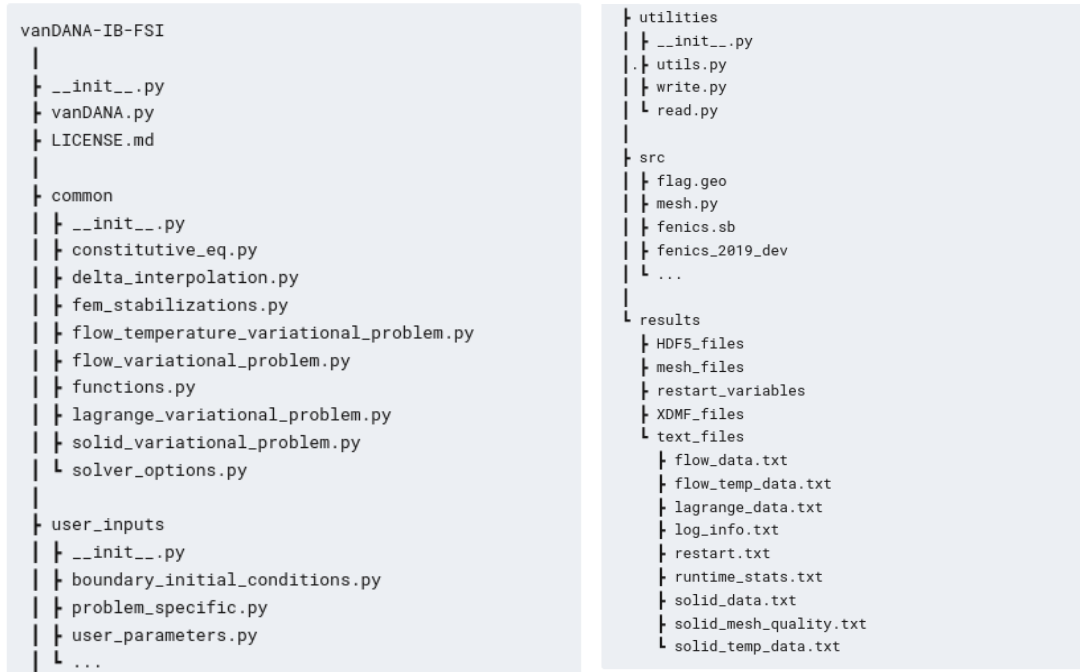 vanDANA-IB-FSI
__init__.py
vanDANA.py
LICENSE.md
common
__init__.py
constitutive_eq.py
delta_interpolation.py
fem_stabilizations.py
flow_temperature_variational_problem.py
flow_variational_problem.py
functions.py
lagrange_variational_problem.py
solid_variational_problem.py
solver_options.py
user_inputs
__init__.py
boundary_initial_conditions.py
problem_specific.py
user_parameters.py
...
utilities
__init__.py
. utils.py
write.py
read.py
src
flag.geo
mesh.py
fenics.sb
fenics_2019_dev
...
results
HDF5_files
mesh_files
restart_variables
XDMF_files
text_files
flow_data.txt
flow_temp_data.txt
lagrange_data.txt
log_info.txt
restart.txt
runtime_stats.txt
solid_data.txt
solid_mesh_quality.txt
solid_temp_data.txt